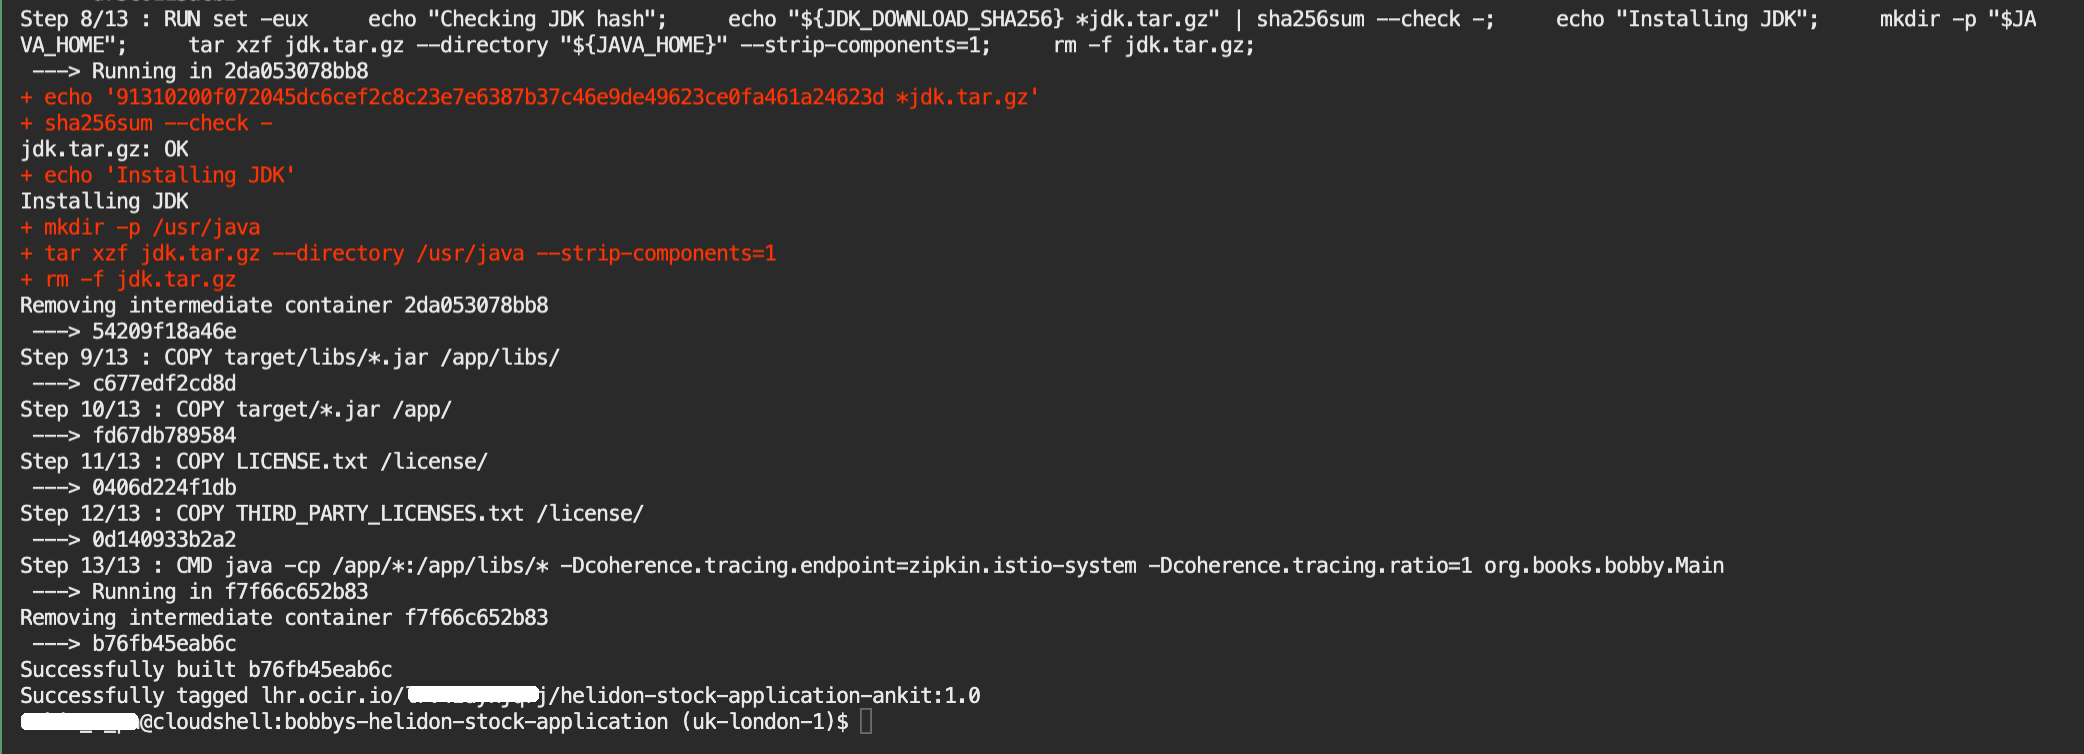 Step 8/13 : RUN set -eux     echo "Checking JDK hash";     echo "${JDK_DOWNLOAD_SHA256} *jdk.tar.gz" | sha256sum --check -;     echo "Installing JDK";     mkdir -p "$JA
VA_HOME";     tar xzf jdk.tar.gz --directory "${JAVA_HOME}" --strip-components=1;     rm -f jdk.tar.gz;
 ---> Running in 2da053078bb8
+ echo '91310200f072045dc6cef2c8c23e7e6387b37c46e9de49623ce0fa461a24623d *jdk.tar.gz'
+ sha256sum --check -
jdk.tar.gz: OK
+ echo 'Installing JDK'
Installing JDK
+ mkdir -p /usr/java
+ tar xzf jdk.tar.gz --directory /usr/java --strip-components=1
+ rm -f jdk.tar.gz
Removing intermediate container 2da053078bb8
 ---> 54209f18a46e
Step 9/13 : COPY target/libs/*.jar /app/libs/
 ---> c677edf2cd8d
Step 10/13 : COPY target/*.jar /app/
 ---> fd67db789584
Step 11/13 : COPY LICENSE.txt /license/
 ---> 0406d224f1db
Step 12/13 : COPY THIRD_PARTY_LICENSES.txt /license/
 ---> 0d140933b2a2
Step 13/13 : CMD java -cp /app/*:/app/libs/* -Dcoherence.tracing.endpoint=zipkin.istio-system -Dcoherence.tracing.ratio=1 org.books.bobby.Main
 ---> Running in f7f66c652b83
Removing intermediate container f7f66c652b83
 ---> b76fb45eab6c
Successfully built b76fb45eab6c
Successfully tagged lhr.ocir.io/ /helidon-stock-application-ankit:1.0
@cloudshell:bobbys-helidon-stock-application (uk-london-1)$